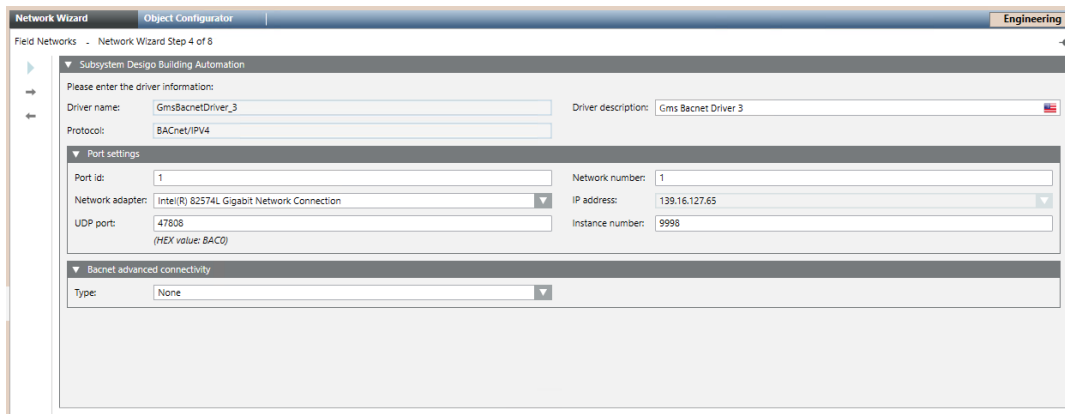 Network Wizard Object Configurator Engineering
Field Networks - Network Wizard Step 4 of 8
Subsystem Desigo Building Automation
Please enter the driver information:
Driver name: GmsBacnetDriver_3 Driver description: Gms Bacnet Driver 3
Protocol: BACnet/IPV4
Port settings
Port id: 1 Network number: 1
Network adapter: Intel(R) 82574L Gigabit Network Connection IP address: 139.16.127.65
UDP port: 47808 Instance number: 9998
(HEX value: BAC0)
Bacnet advanced connectivity
Type: None